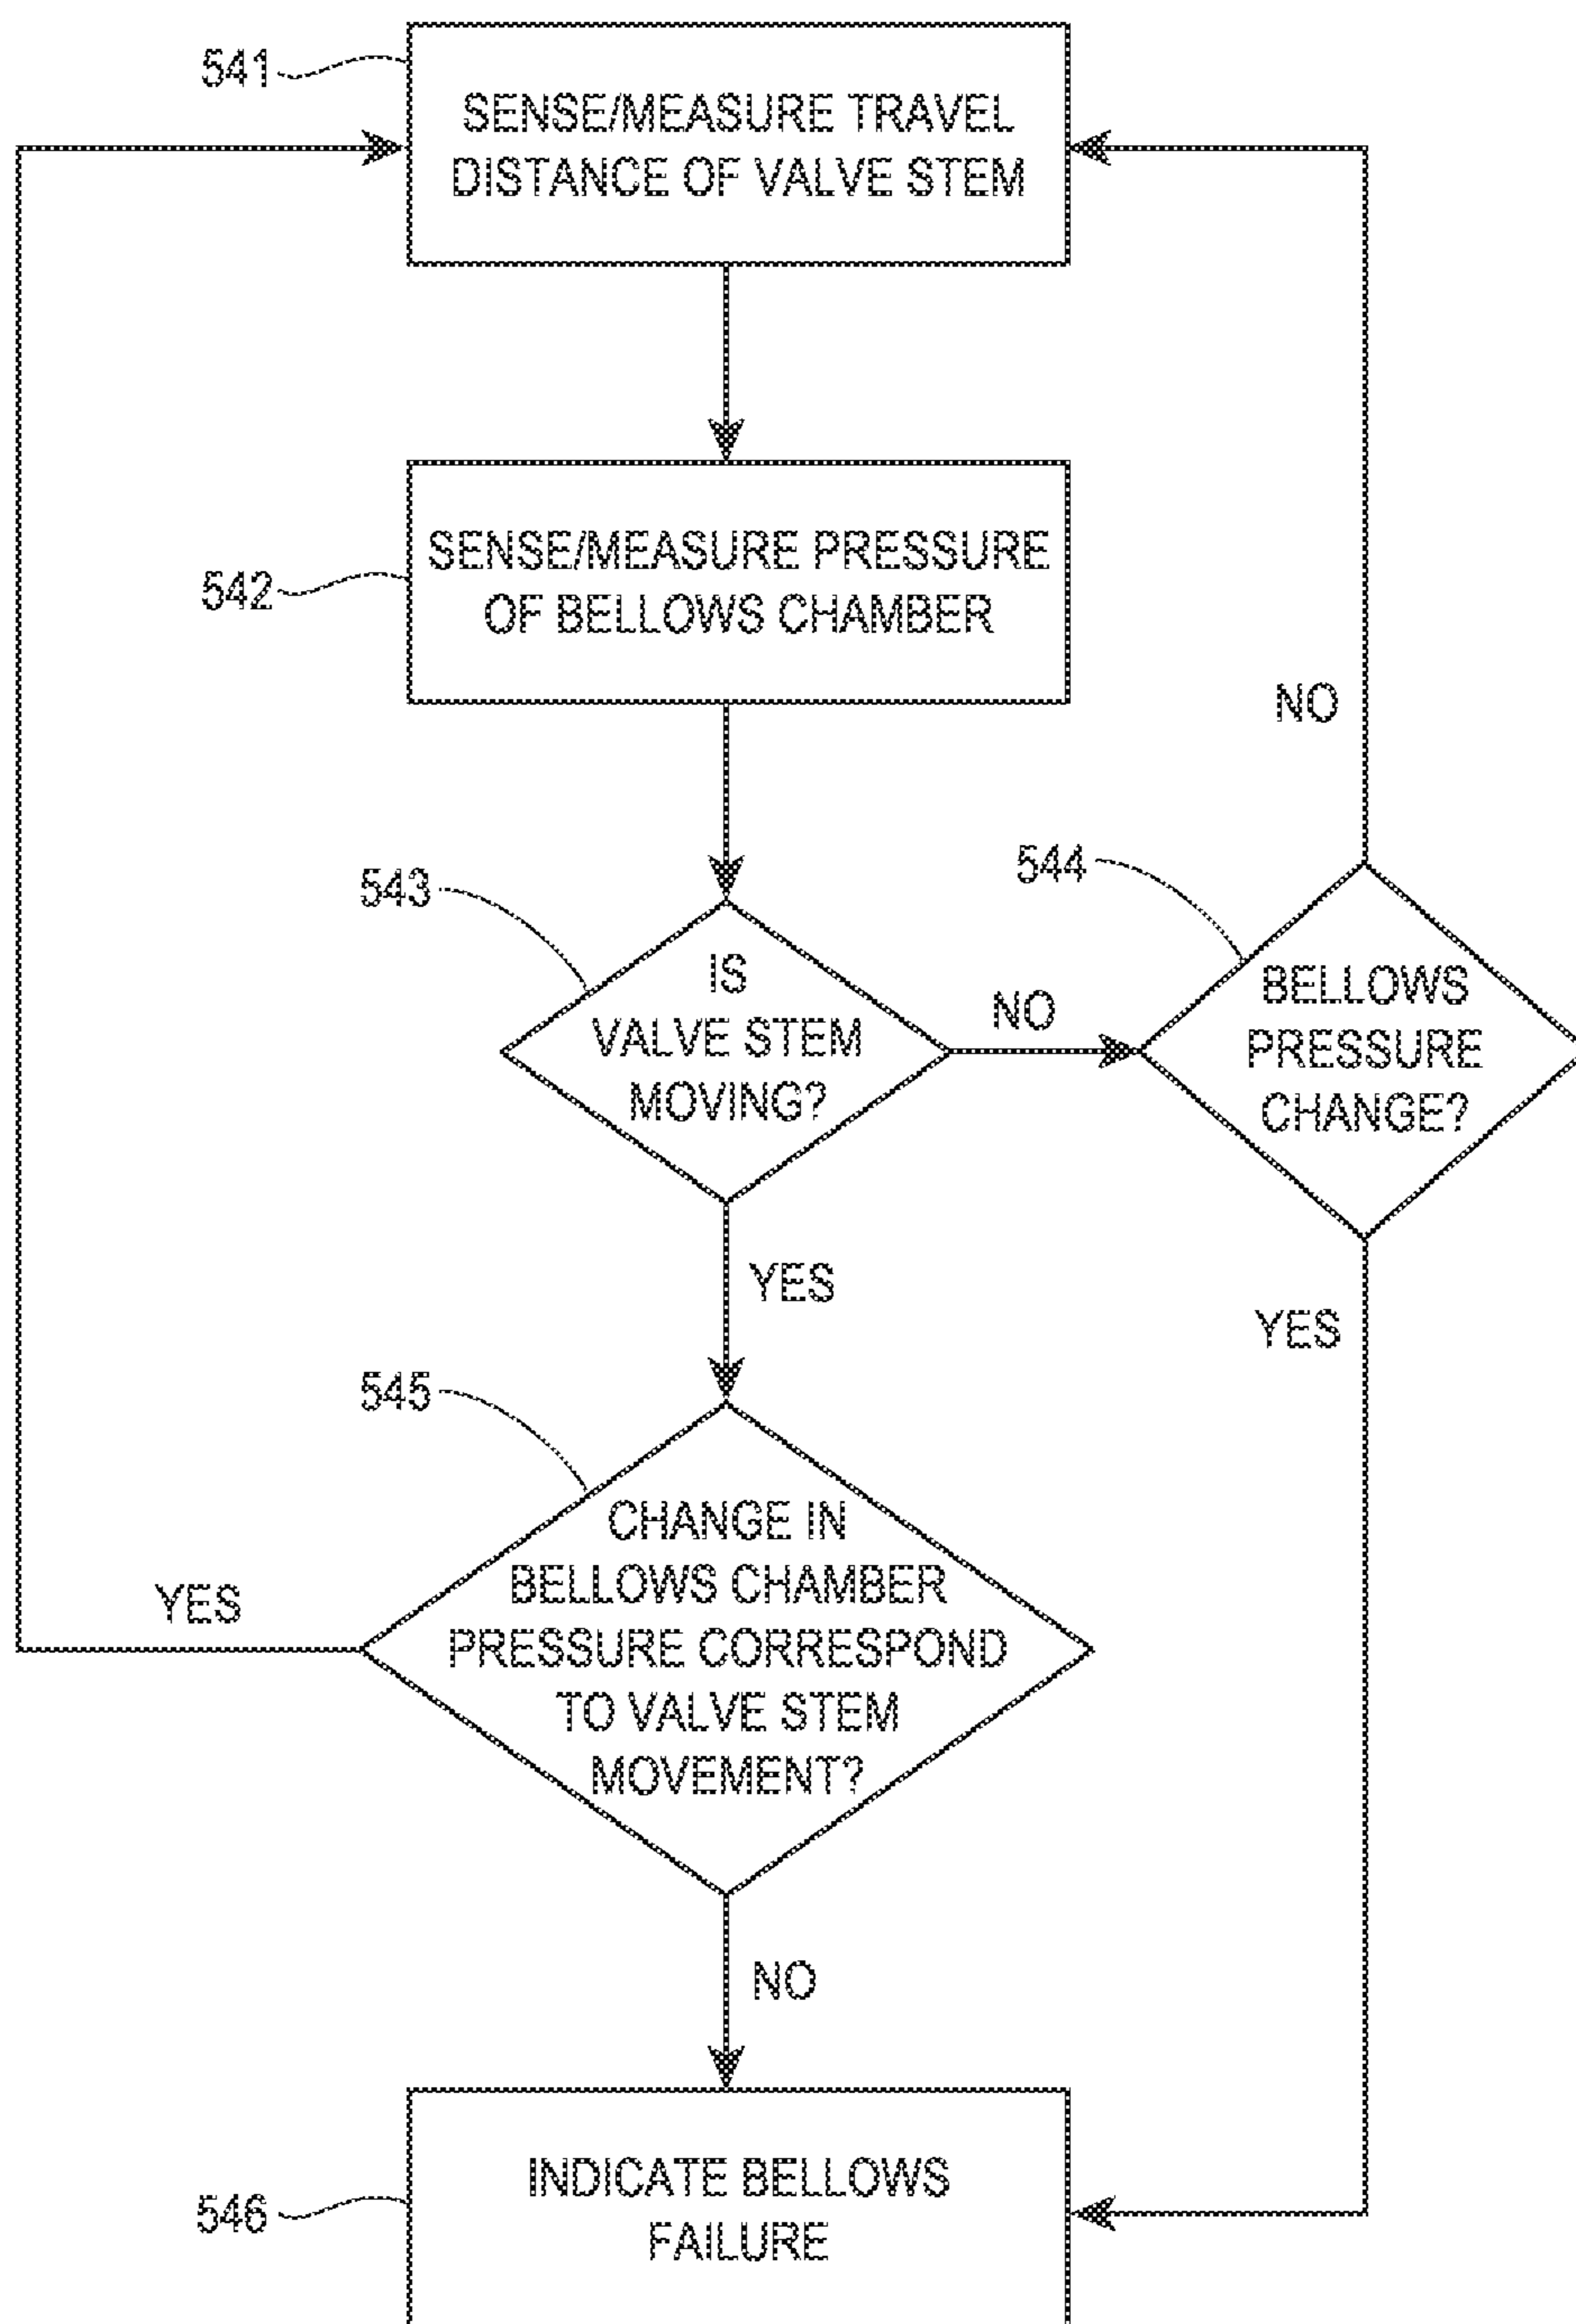 541
SENSE/MEASURE TRAVEL
DISTANCE OF VALVE STEM
542
SENSE/MEASURE PRESSURE
OF BELLOWS CHAMBER
NO
543
IS
VALVE STEM
MOVING?
NO
544
BELLOWS
PRESSURE
CHANGE?
YES
YES
545
CHANGE IN
BELLOWS CHAMBER
PRESSURE CORRESPOND
TO VALVE STEM
MOVEMENT?
YES
NO
546
INDICATE BELLOWS
FAILURE